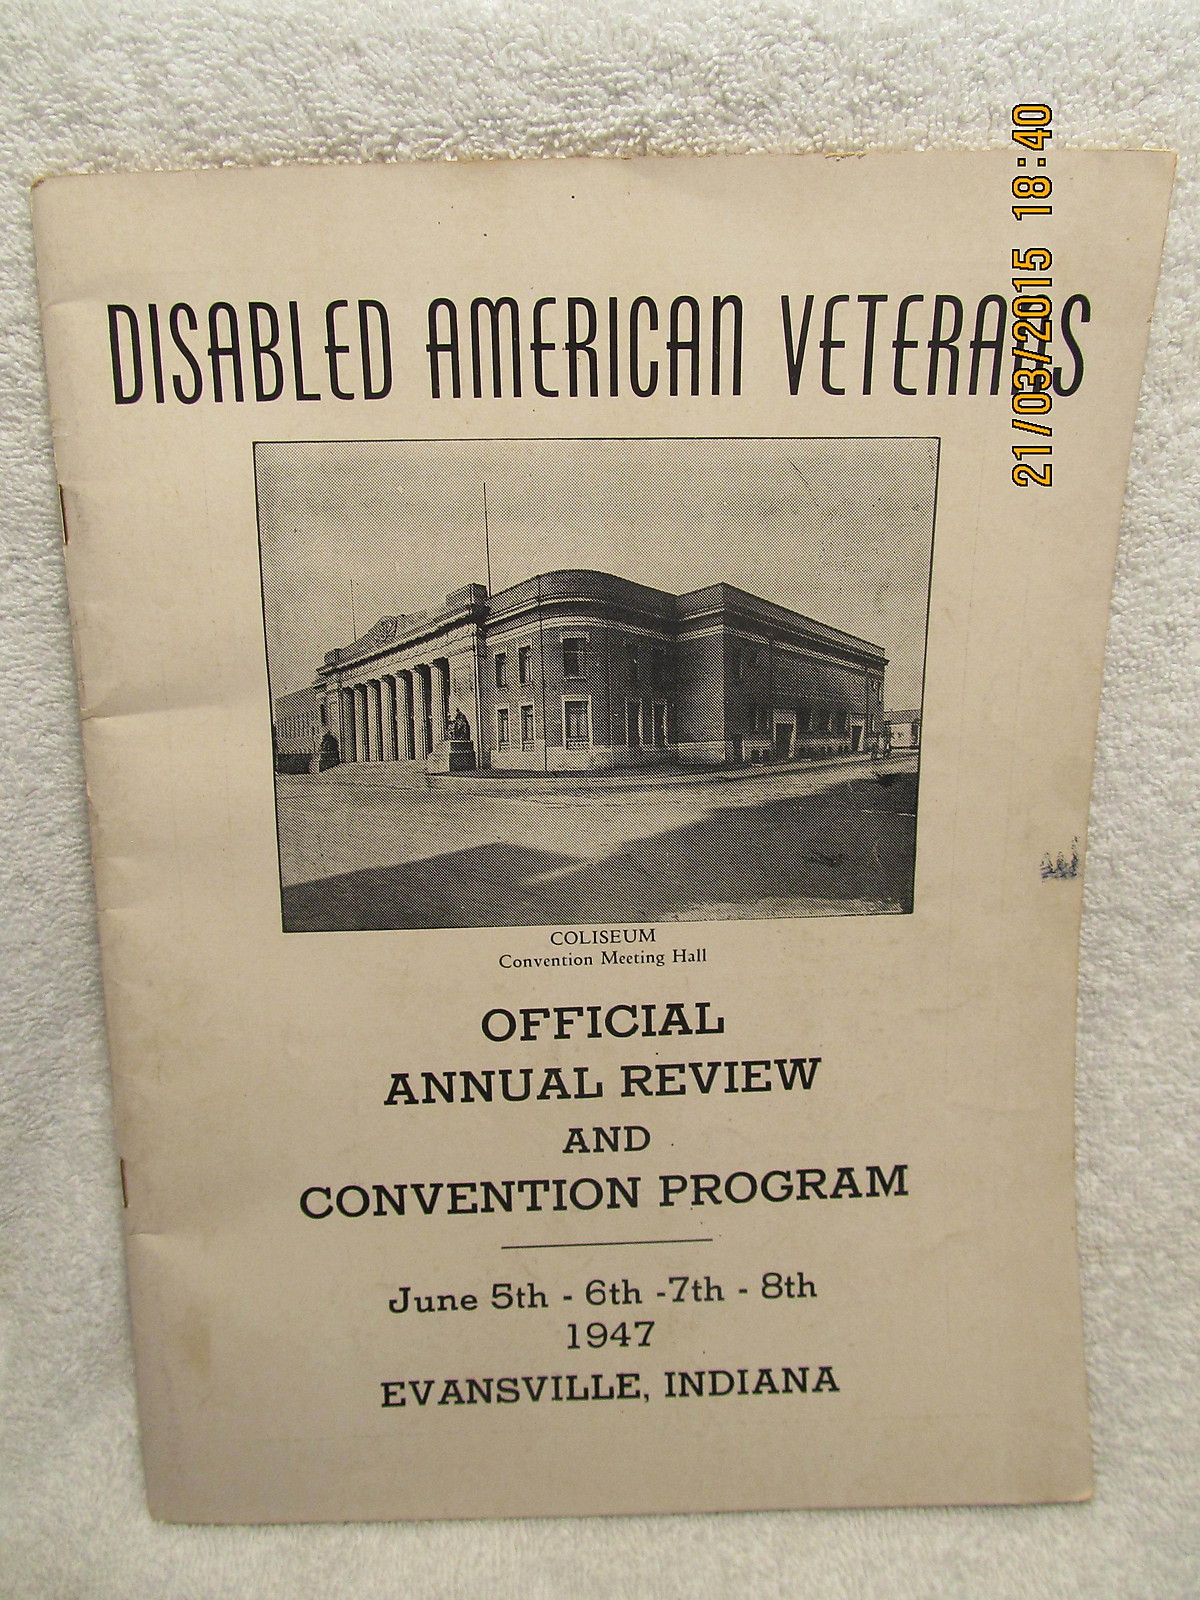 DISABLED AMERICAN VETERANS
COLISEUM
Convention Meeting Hall
OFFICIAL
ANNUAL REVIEW
AND
CONVENTION PROGRAM
June 5th - 6th -7th - 8th
1947
EVANSVILLE, INDIANA
21/03/2015 18:40